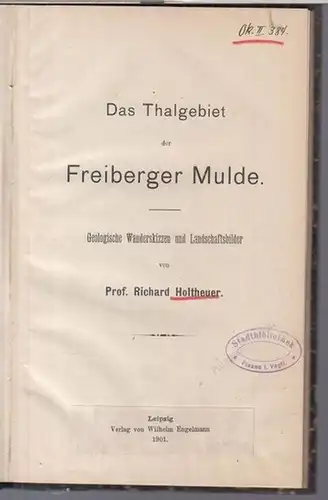 Ok. II 384.
Das Thalgebiet
der
Freiberger Mulde.
Geologische Wanderskizzen und Landschaftsbilder
von
Prof. Richard Holtheuer.
Stadtbibliothek
Plauen i. Vogtl.
Leipzig
Verlag von Wilhelm Engelmann
1901.